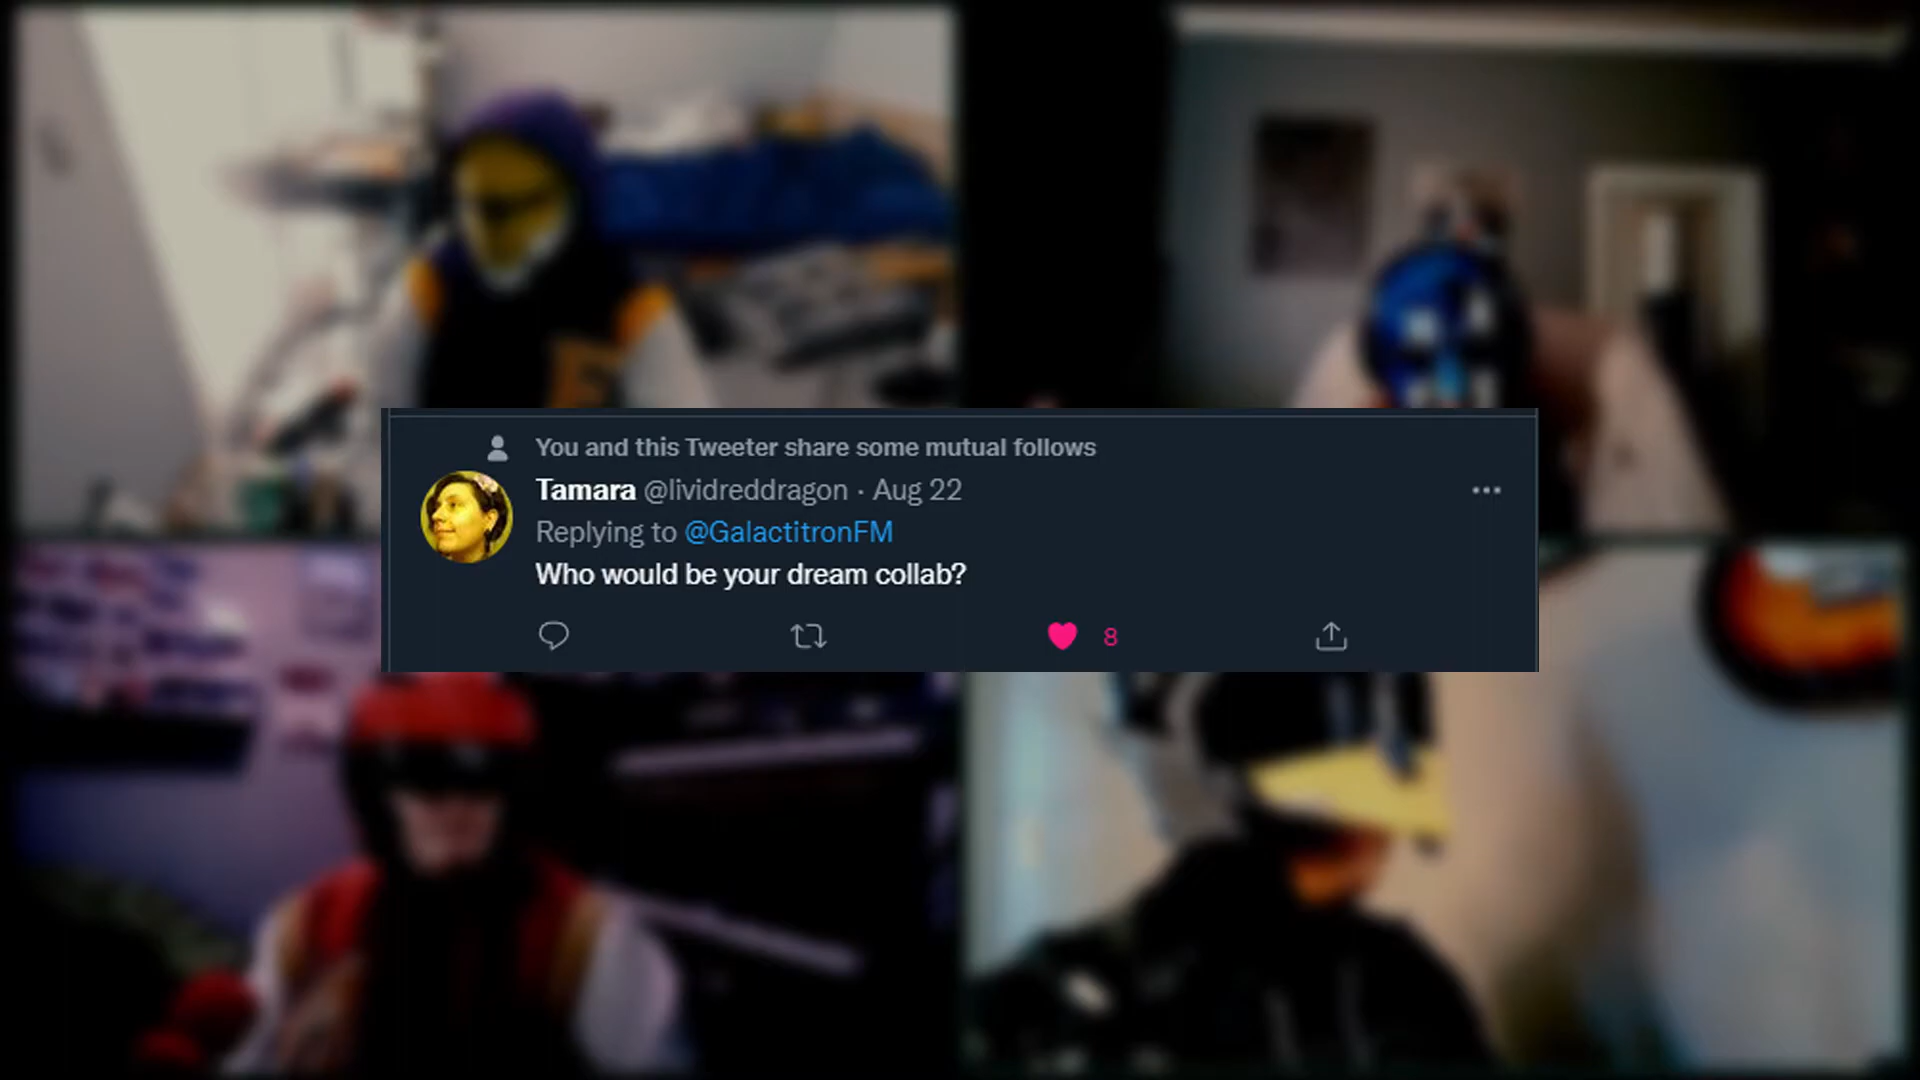 You and this Tweeter share some mutual follows
Tamara @lividreddragon · Aug 22
Replying to @GalactitronFM
Who would be your dream collab?
8